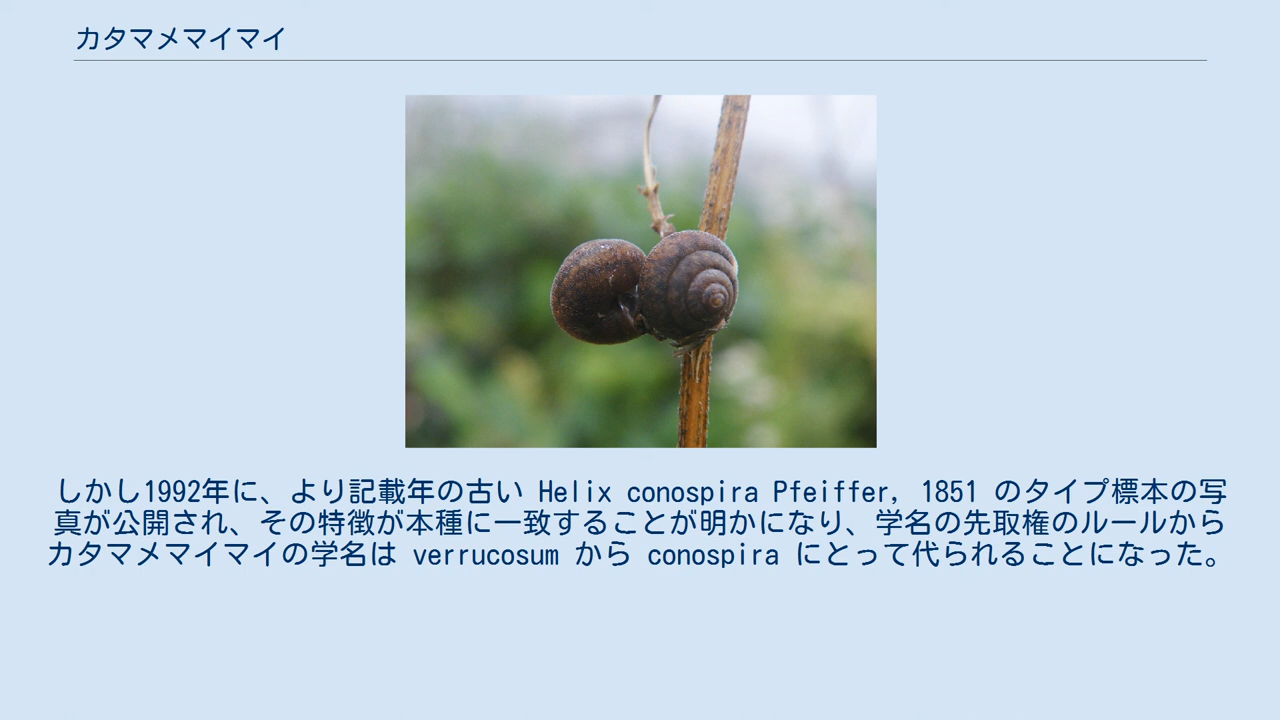 カタマメマイマイ
しかし1992年に、より記載年の古い Helix conospira Pfeiffer, 1851 のタイプ標本の写
真が公開され、その特徴が本種に一致することが明かになり、学名の先取権のルールから
カタマメマイマイの学名は verrucosum から conospira にとって代られることになった。